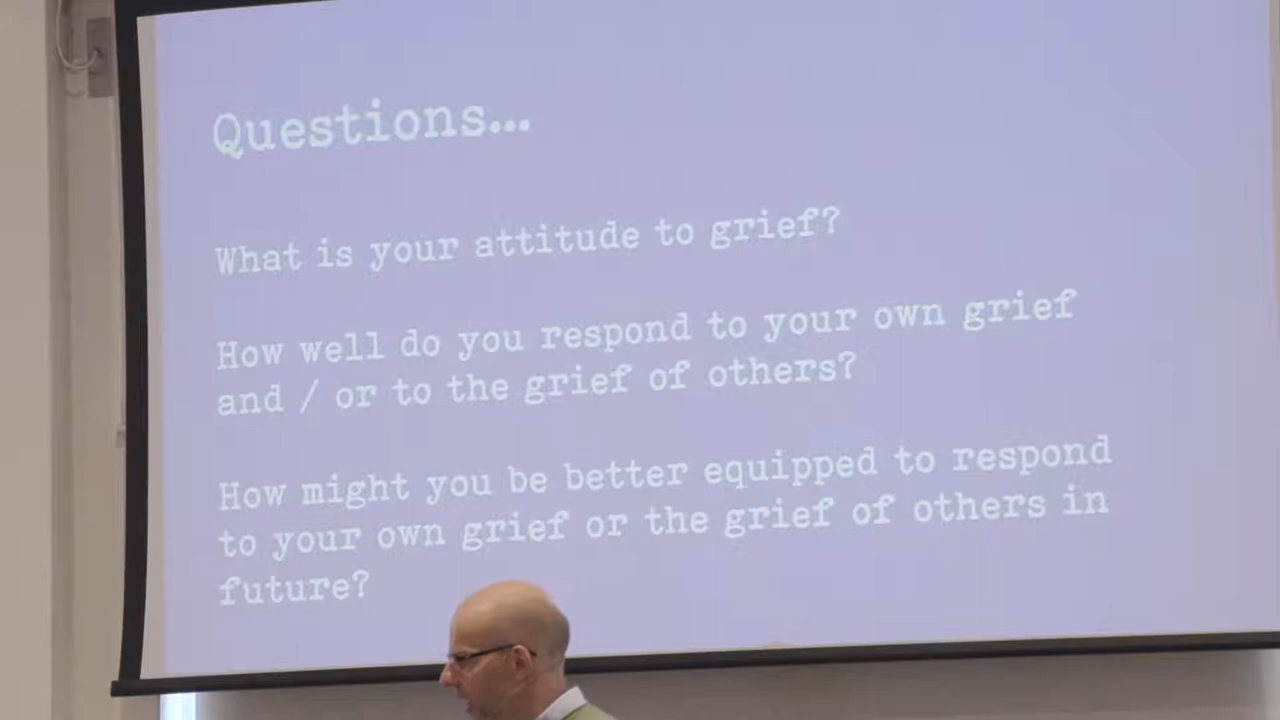 Questions...
What is your attitude to grief?
How well do you respond to your own grief
and / or to the grief of others?
How might you be better equipped to respond
to your own grief or the grief of others in
future?